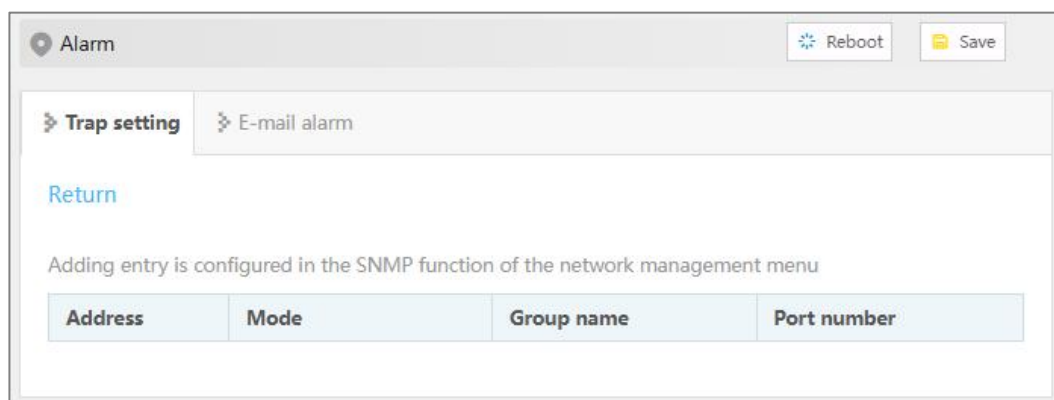 Alarm Reboot Save
Trap setting E-mail alarm
Return
Adding entry is configured in the SNMP function of the network management menu
Address Mode Group name Port number